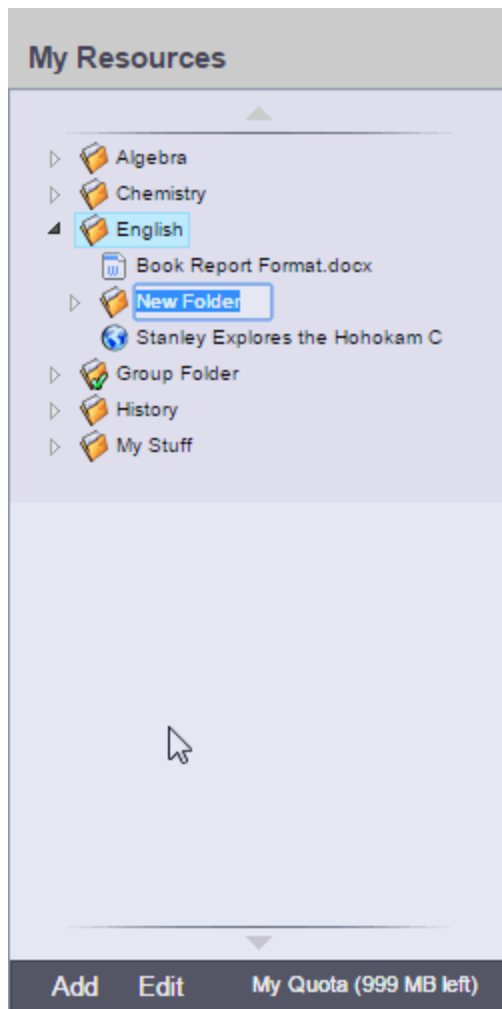 My Resources
Algebra
Chemistry
English
Book Report Format.docx
New Folder
Stanley Explores the Hohokam C
Group Folder
History
My Stuff
Add Edit My Quota (999 MB left)